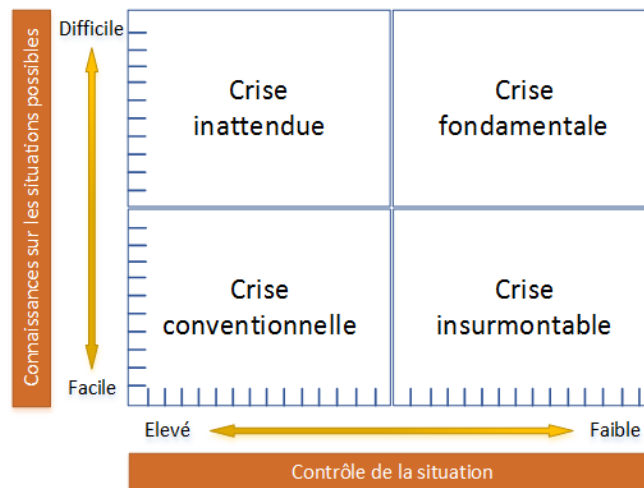 Connaissances sur les situations possibles
Difficile
Facile
Crise
inattendue
Crise
fondamentale
Crise
conventionnelle
Crise
insurmontable
Elevé
Faible
Contrôle de la situation